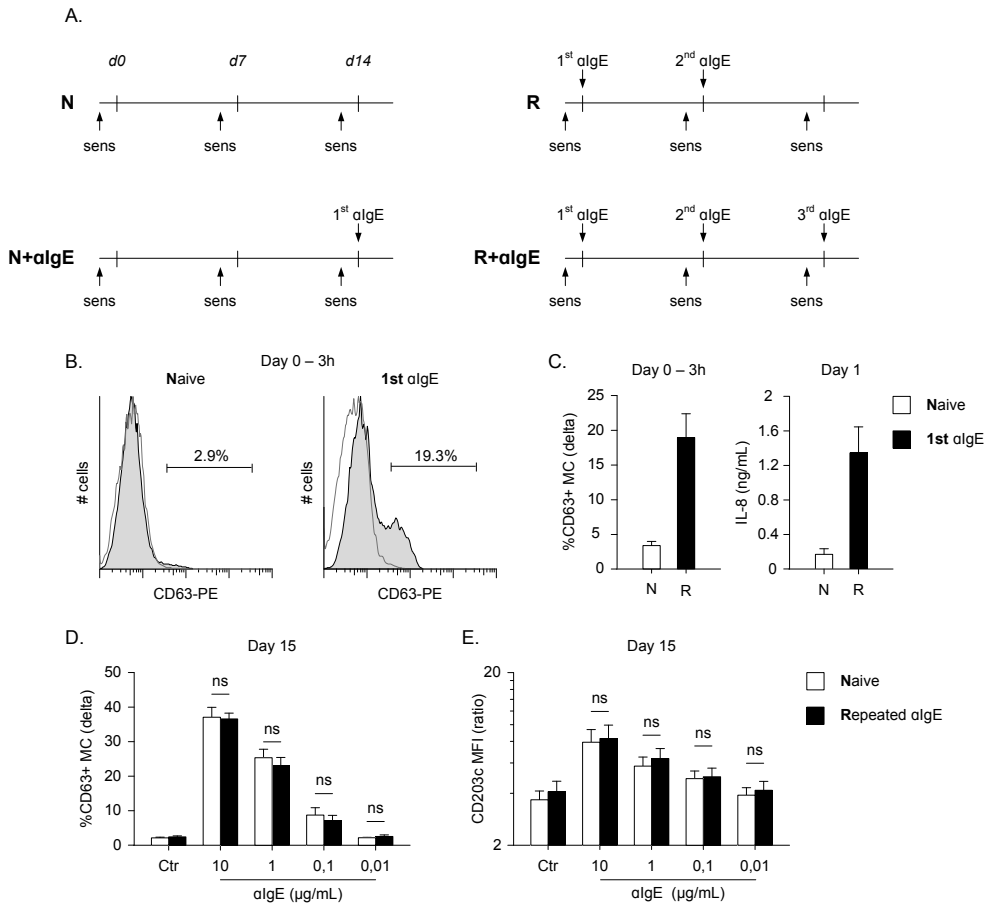 A.
d0 d7 d14
N
sens sens sens
1st αIgE 2nd αIgE
R
sens sens sens
1st αIgE
N+αIgE
sens sens sens
1st αIgE 2nd αIgE 3rd αIgE
R+αIgE
sens sens sens
B.
Day 0 – 3h
Naive 1st αIgE
# cells
2.9%
CD63-PE
# cells
19.3%
CD63-PE
C.
Day 0 – 3h
%CD63+ MC (delta)
25
20
15
10
5
0
N R
Day 1
IL-8 (ng/mL)
2
1.6
1.2
0.8
0.4
0
N R
Naive
1st αIgE
D.
Day 15
%CD63+ MC (delta)
50
40
30
20
10
0
ns ns ns ns
Ctr 10 1 0,1 0,01
αIgE (µg/mL)
E.
Day 15
CD203c MFI (ratio)
20
2
ns ns ns ns
Ctr 10 1 0,1 0,01
αIgE (µg/mL)
Naive
Repeated αIgE